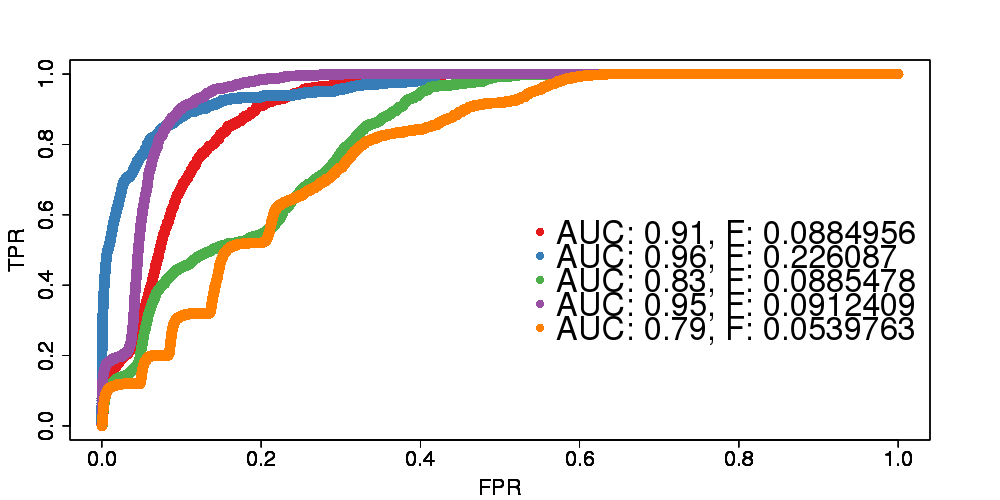 1.0
0.8
0.6
0.4
0.2
0.0
TPR
AUC: 0.91, F: 0.0884956
AUC: 0.96, F: 0.226087
AUC: 0.83, F: 0.0885478
AUC: 0.95, F: 0.0912409
AUC: 0.79, F: 0.0539763
0.0 0.2 0.4 0.6 0.8 1.0
FPR